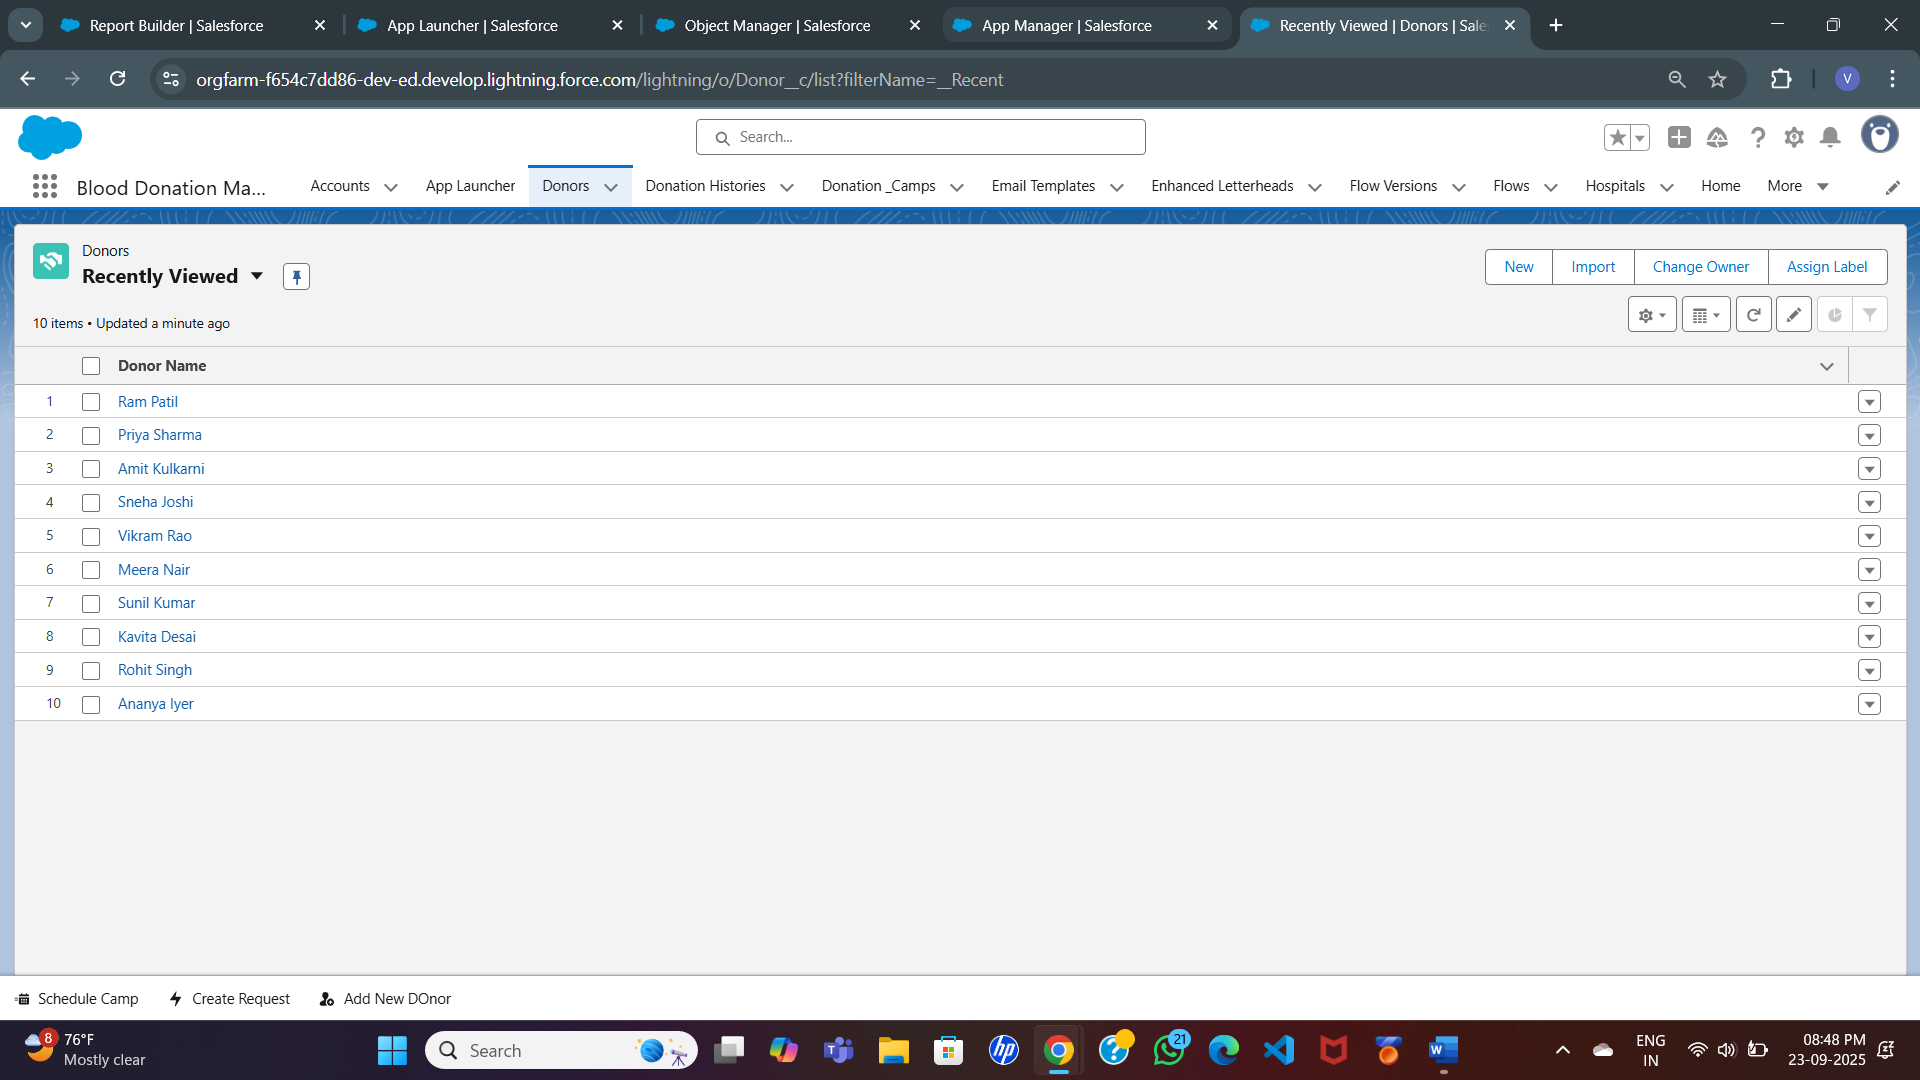 Report Builder | Salesforce
App Launcher | Salesforce
Object Manager | Salesforce
App Manager | Salesforce
Recently Viewed | Donors | Sale
orgfarm-f654c7dd86-dev-ed.develop.lightning.force.com/lightning/o/Donor__c/list?filterName=__Recent
V
Search...
Blood Donation Ma...
Accounts
App Launcher
Donors
Donation Histories
Donation _Camps
Email Templates
Enhanced Letterheads
Flow Versions
Flows
Hospitals
Home
More
Donors
Recently Viewed
New
Import
Change Owner
Assign Label
10 items • Updated a minute ago
Donor Name
1 Ram Patil
2 Priya Sharma
3 Amit Kulkarni
4 Sneha Joshi
5 Vikram Rao
6 Meera Nair
7 Sunil Kumar
8 Kavita Desai
9 Rohit Singh
10 Ananya Iyer
Schedule Camp
Create Request
Add New DOnor
8
76°F
Mostly clear
Search
hp
21
W
ENG
IN
08:48 PM
23-09-2025